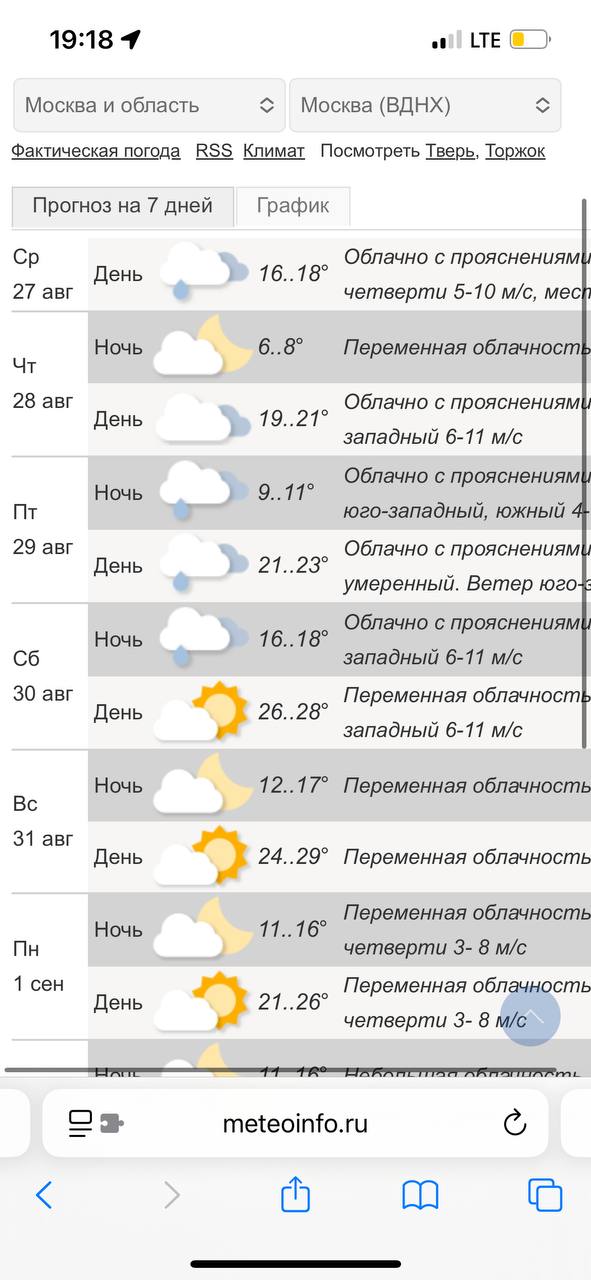 19:18
LTE
Москва и область
Москва (ВДНХ)
Фактическая погода RSS Климат Посмотреть Тверь, Торжок
Прогноз на 7 дней
График
Ср
27 авг
День
16..18°
Облачно с прояснениями
четверти 5-10 м/с, мест
Чт
28 авг
Ночь
6..8°
Переменная облачность
День
19..21°
Облачно с прояснениями
западный 6-11 м/с
Пт
29 авг
Ночь
9..11°
Облачно с прояснениями
юго-западный, южный 4-
День
21..23°
Облачно с прояснениями
умеренный. Ветер юго-з
Сб
30 авг
Ночь
16..18°
Облачно с прояснениями
западный 6-11 м/с
День
26..28°
Переменная облачность
западный 6-11 м/с
Вс
31 авг
Ночь
12..17°
Переменная облачность
День
24..29°
Переменная облачность
Пн
1 сен
Ночь
11..16°
Переменная облачность
четверти 3- 8 м/с
День
21..26°
Переменная облачность
четверти 3- 8 м/с
Ночь
11..16°
Небольшая облачность
meteoinfo.ru